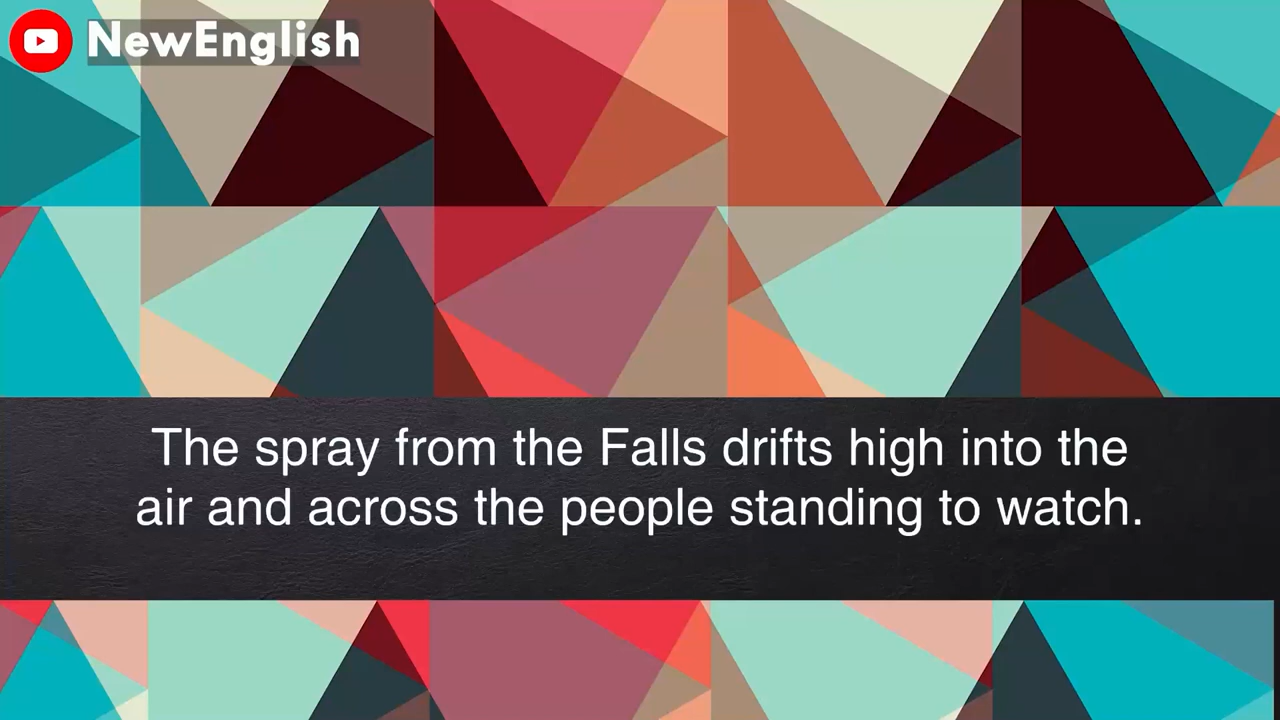 NewEnglish
The spray from the Falls drifts high into the
air and across the people standing to watch.